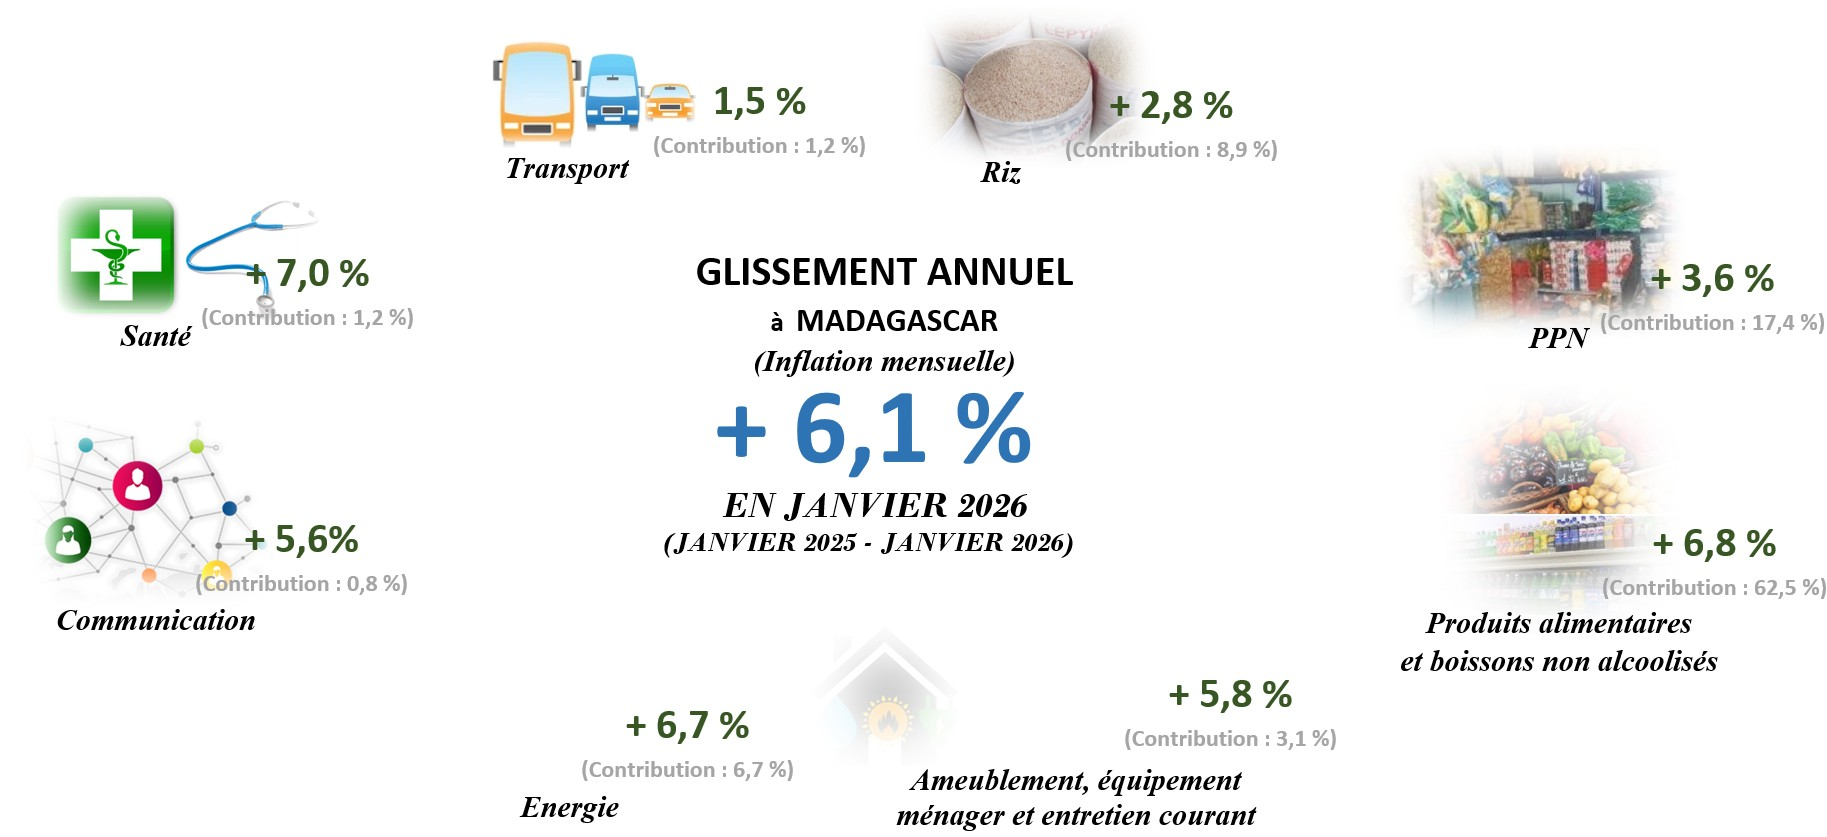 1,5 %
(Contribution : 1,2 %)
Transport
+ 2,8 %
(Contribution : 8,9 %)
Riz
+ 7,0 %
(Contribution : 1,2 %)
Santé
GLISSEMENT ANNUEL
à MADAGASCAR
(Inflation mensuelle)
+ 6,1 %
EN JANVIER 2026
(JANVIER 2025 - JANVIER 2026)
+ 3,6 %
(Contribution : 17,4 %)
PPN
+ 5,6%
(Contribution : 0,8 %)
Communication
+ 6,8 %
(Contribution : 62,5 %)
Produits alimentaires
et boissons non alcoolisés
+ 6,7 %
(Contribution : 6,7 %)
Energie
+ 5,8 %
(Contribution : 3,1 %)
Ameublement, équipement
ménager et entretien courant